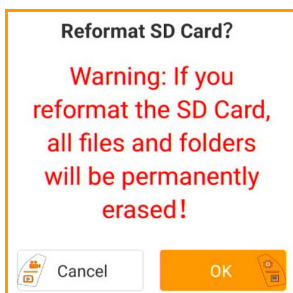 Reformat SD Card?
Warning: If you
reformat the SD Card,
all files and folders
will be permanently
erased!
Cancel
OK